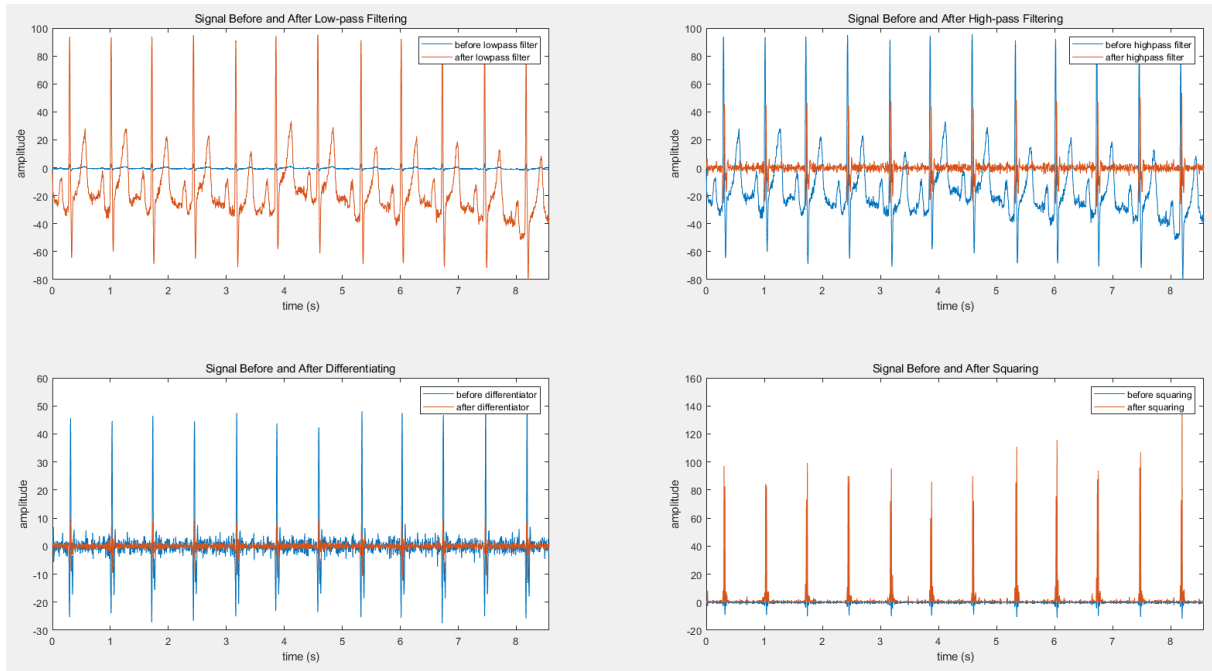 Signal Before and After Low-pass Filtering
100
80
60
40
20
0
-20
-40
-60
-80
amplitude
before lowpass filter
after lowpass filter
0 1 2 3 4 5 6 7 8
time (s)
Signal Before and After High-pass Filtering
100
80
60
40
20
0
-20
-40
-60
-80
amplitude
before highpass filter
after highpass filter
0 1 2 3 4 5 6 7 8
time (s)
Signal Before and After Differentiating
60
50
40
30
20
10
0
-10
-20
-30
amplitude
before differentiator
after differentiator
0 1 2 3 4 5 6 7 8
time (s)
Signal Before and After Squaring
160
140
120
100
80
60
40
20
0
-20
amplitude
before squaring
after squaring
0 1 2 3 4 5 6 7 8
time (s)